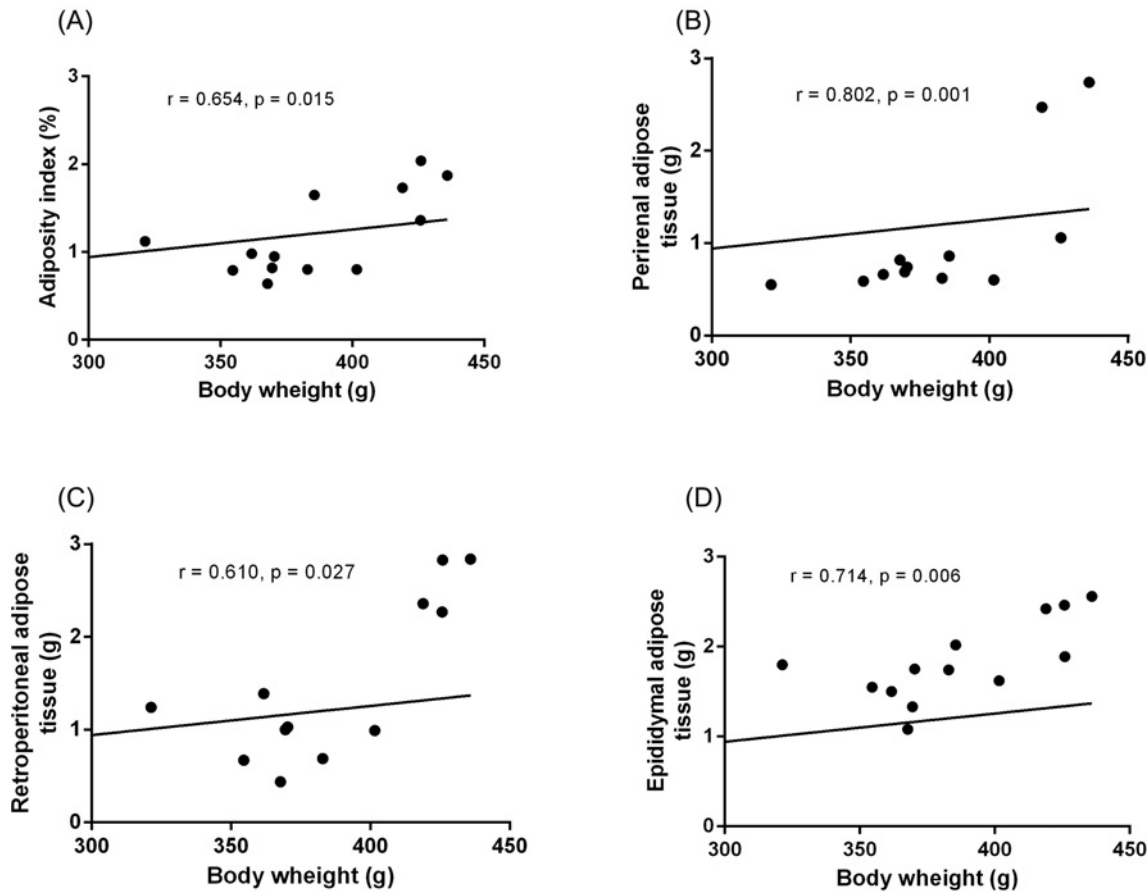 (A)
Adiposity index (%)
3
2
1
0
r = 0.654, p = 0.015
300
350
400
450
Body wheight (g)
(B)
Perirenal adipose
tissue (g)
3
2
1
0
r = 0.802, p = 0.001
300
350
400
450
Body wheight (g)
(C)
Retroperitoneal adipose
tissue (g)
3
2
1
0
r = 0.610, p = 0.027
300
350
400
450
Body wheight (g)
(D)
Epididymal adipose
tissue (g)
3
2
1
0
r = 0.714, p = 0.006
300
350
400
450
Body wheight (g)